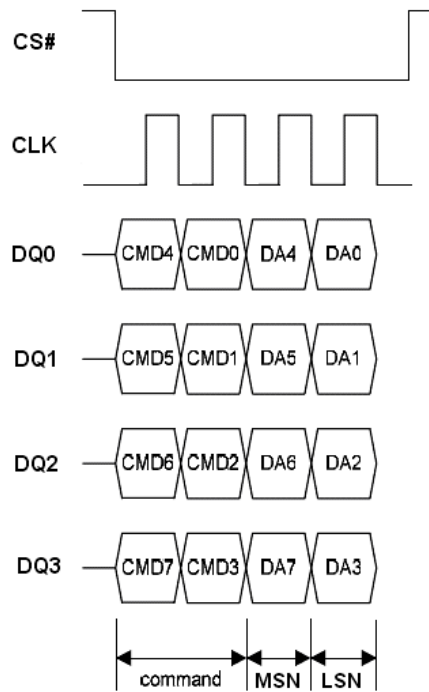 CS#
CLK
DQ0 CMD4 CMD0 DA4 DA0
DQ1 CMD5 CMD1 DA5 DA1
DQ2 CMD6 CMD2 DA6 DA2
DQ3 CMD7 CMD3 DA7 DA3
command MSN LSN